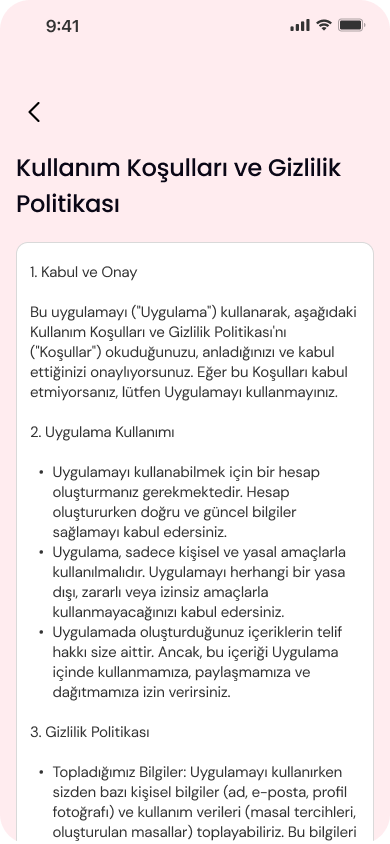 9:41
Kullanım Koşulları ve Gizlilik
Politikası
1. Kabul ve Onay
Bu uygulamayı ("Uygulama") kullanarak, aşağıdaki
Kullanım Koşulları ve Gizlilik Politikası'nı
("Koşullar") okuduğunuzu, anladığınızı ve kabul
ettiğinizi onaylıyorsunuz. Eğer bu Koşulları kabul
etmiyorsanız, lütfen Uygulamayı kullanmayınız.
2. Uygulama Kullanımı
• Uygulamayı kullanabilmek için bir hesap
oluşturmanız gerekmektedir. Hesap
oluştururken doğru ve güncel bilgiler
sağlamayı kabul edersiniz.
• Uygulama, sadece kişisel ve yasal amaçlarla
kullanılmalıdır. Uygulamayı herhangi bir yasa
dışı, zararlı veya izinsiz amaçlarla
kullanmayacağınızı kabul edersiniz.
• Uygulamada oluşturduğunuz içeriklerin telif
hakkı size aittir. Ancak, bu içeriği Uygulama
içinde kullanmamıza, paylaşmamıza ve
dağıtmamıza izin verirsiniz.
3. Gizlilik Politikası
• Topladığımız Bilgiler: Uygulamayı kullanırken
sizden bazı kişisel bilgiler (ad, e-posta, profil
fotoğrafı) ve kullanım verileri (masal tercihleri,
oluşturulan masallar) toplayabiliriz. Bu bilgileri